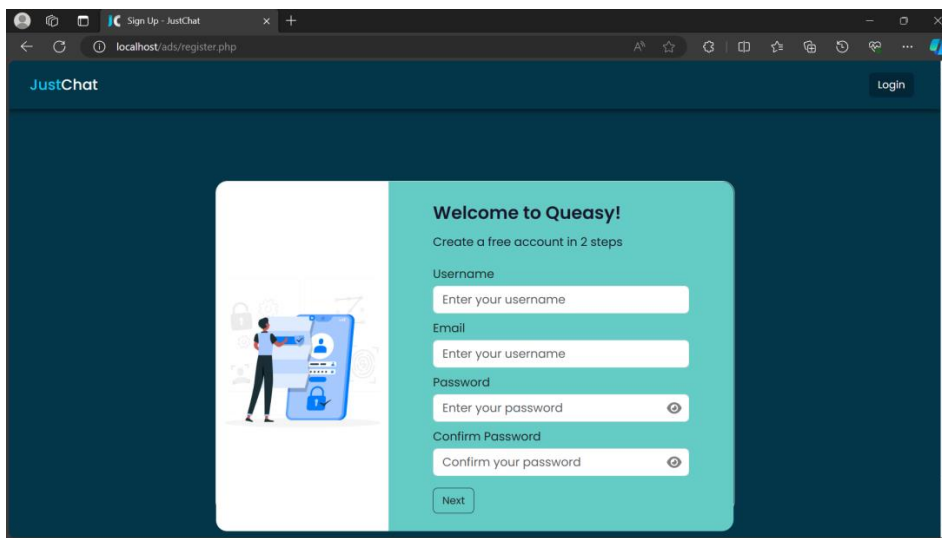 Sign Up - JustChat
localhost/ads/register.php
JustChat
Login
Welcome to Queasy!
Create a free account in 2 steps
Username
Enter your username
Email
Enter your username
Password
Enter your password
Confirm Password
Confirm your password
Next